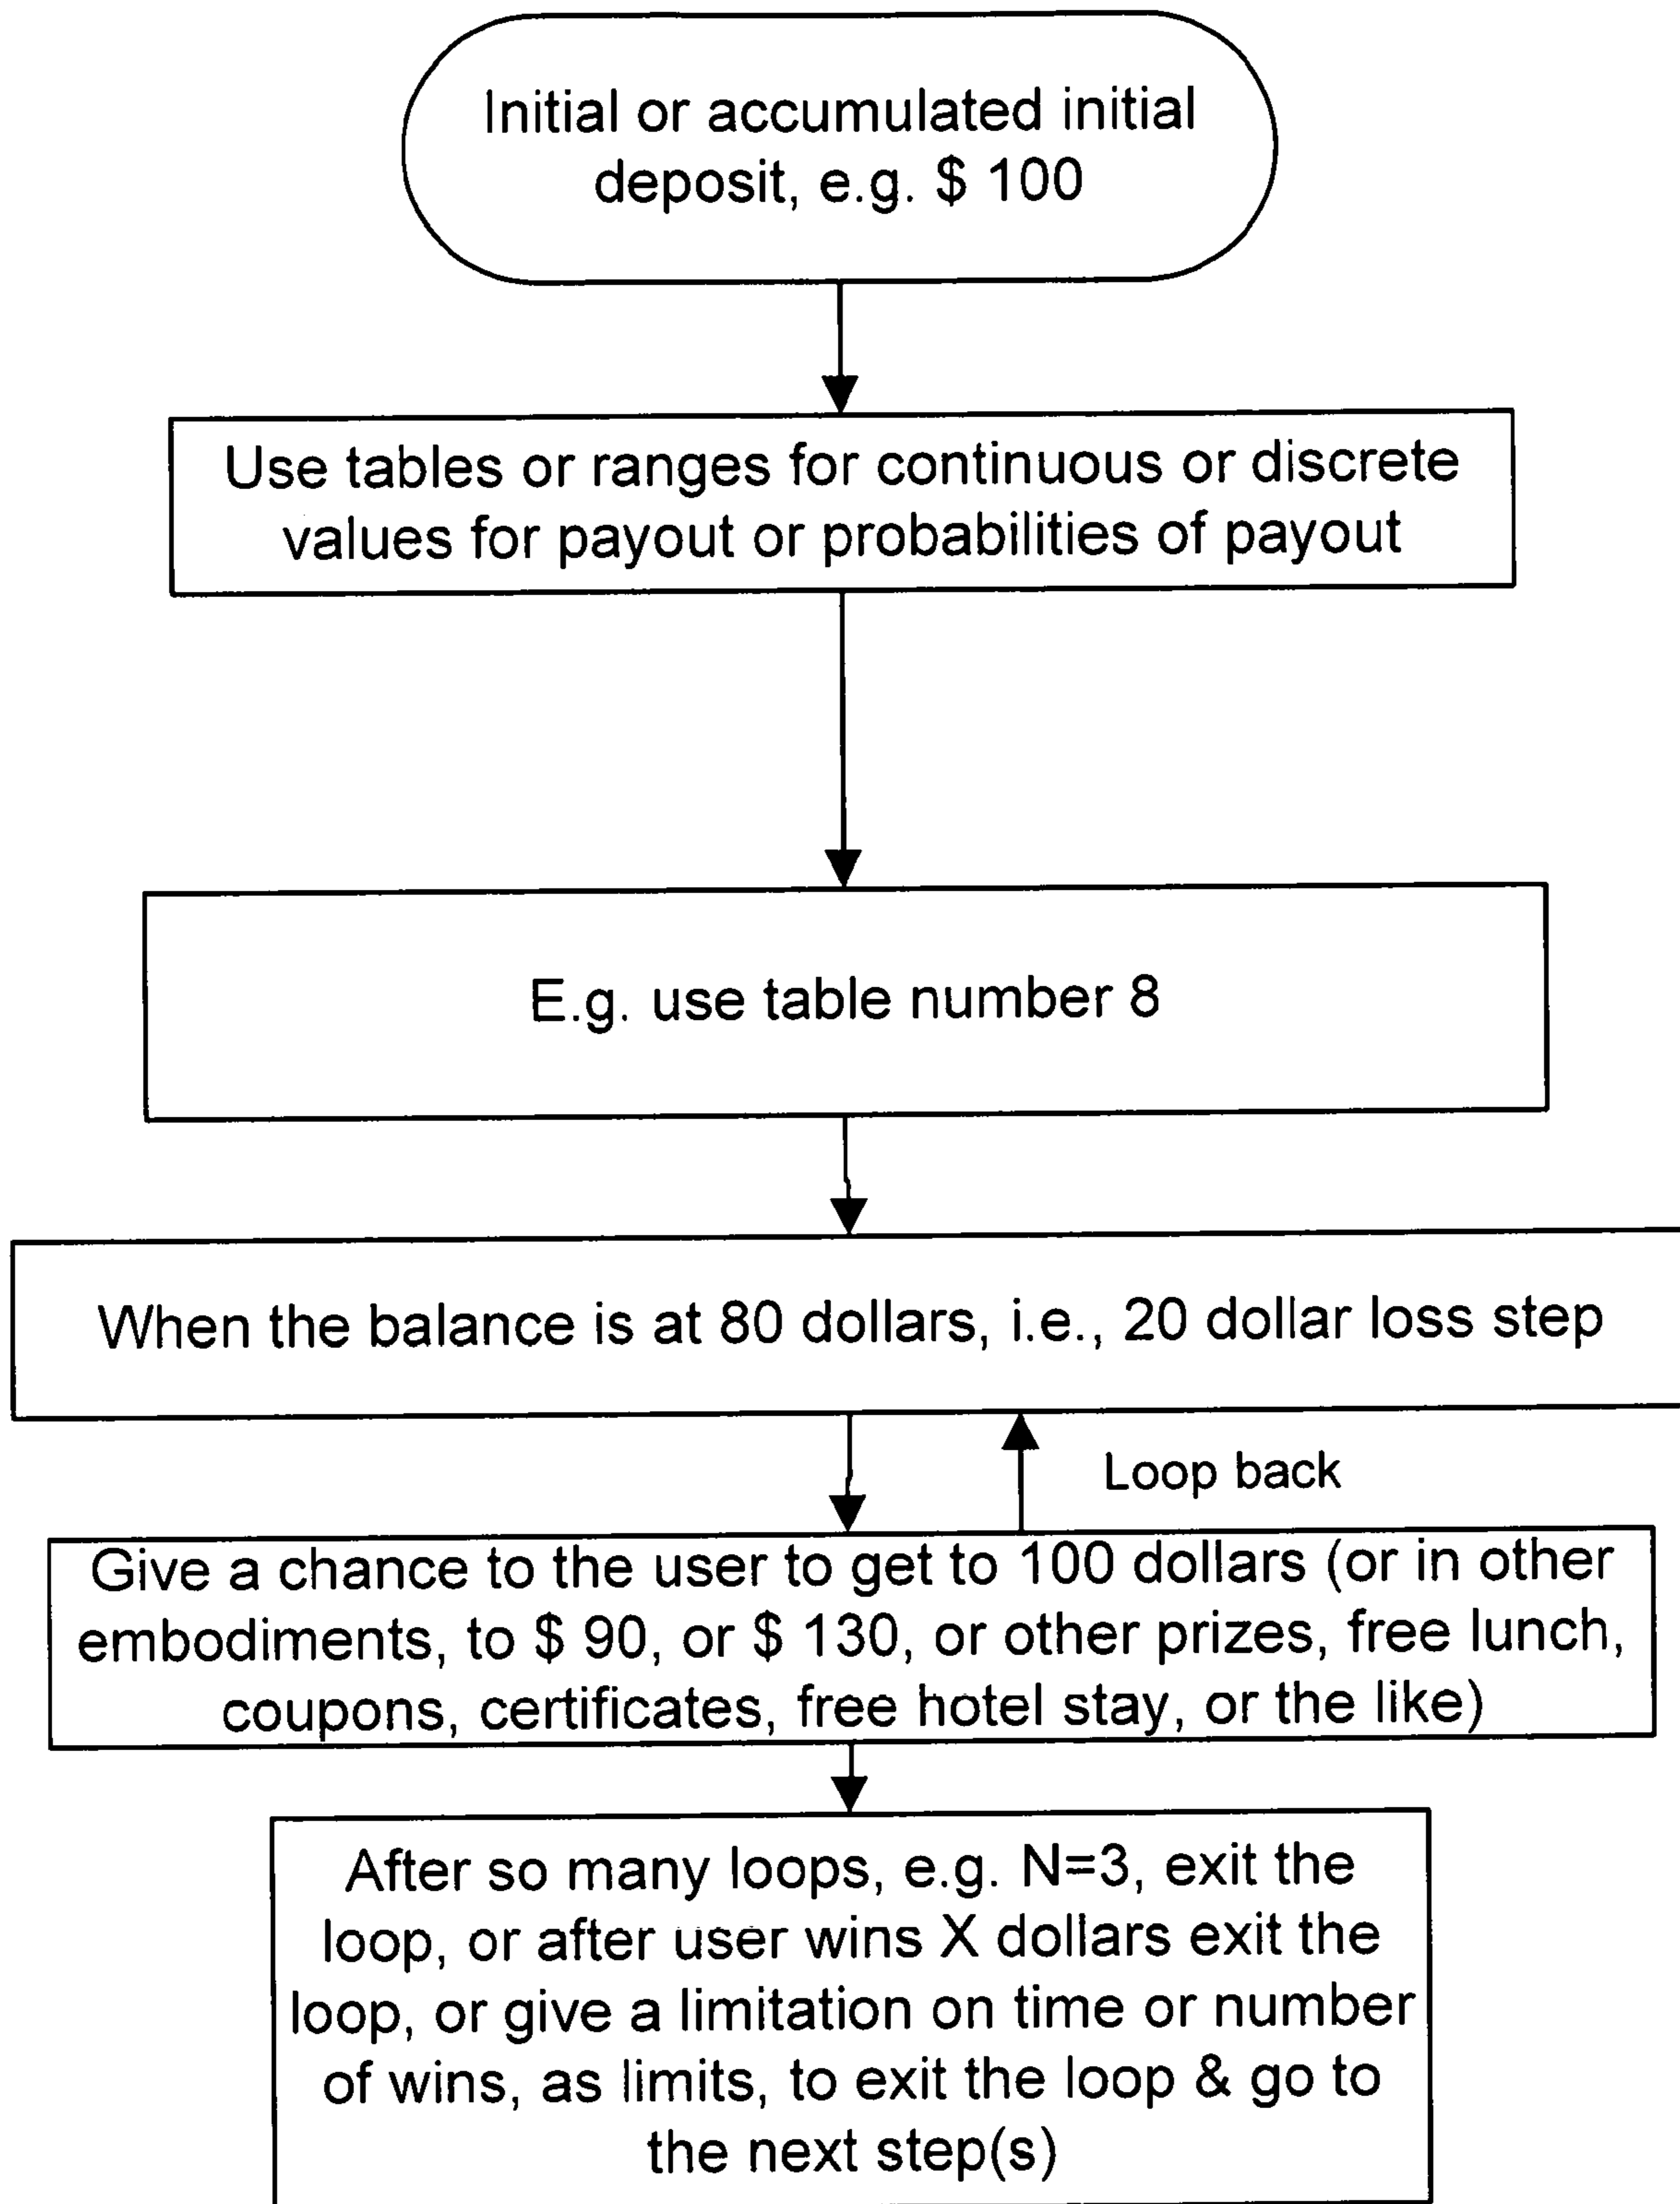 Initial or accumulated initial
deposit, e.g. $ 100
Use tables or ranges for continuous or discrete
values for payout or probabilities of payout
E.g. use table number 8
When the balance is at 80 dollars, i.e., 20 dollar loss step
Loop back
Give a chance to the user to get to 100 dollars (or in other
embodiments, to $ 90, or $ 130, or other prizes, free lunch,
coupons, certificates, free hotel stay, or the like)
After so many loops, e.g. N=3, exit the
loop, or after user wins X dollars exit the
loop, or give a limitation on time or number
of wins, as limits, to exit the loop & go to
the next step(s)